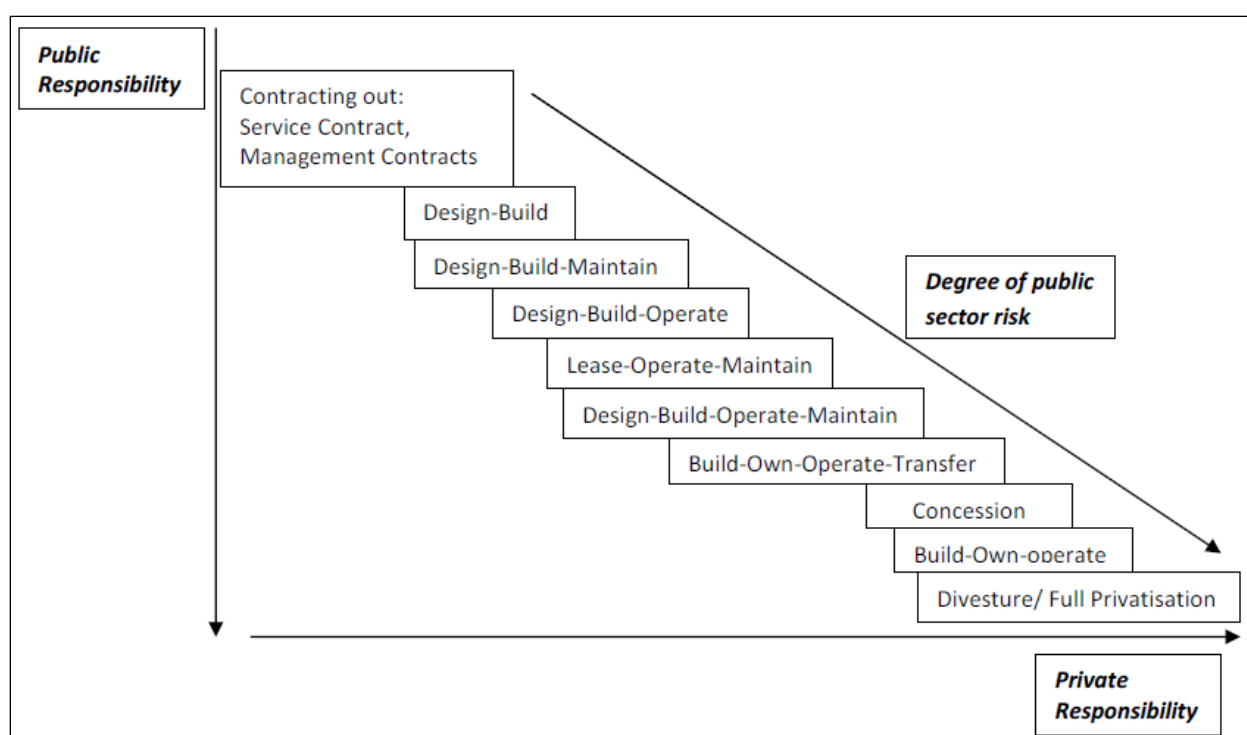 Public
Responsibility
Contracting out:
Service Contract,
Management Contracts
Design-Build
Design-Build-Maintain
Design-Build-Operate
Degree of public
sector risk
Lease-Operate-Maintain
Design-Build-Operate-Maintain
Build-Own-Operate-Transfer
Concession
Build-Own-operate
Divesture/ Full Privatisation
Private
Responsibility